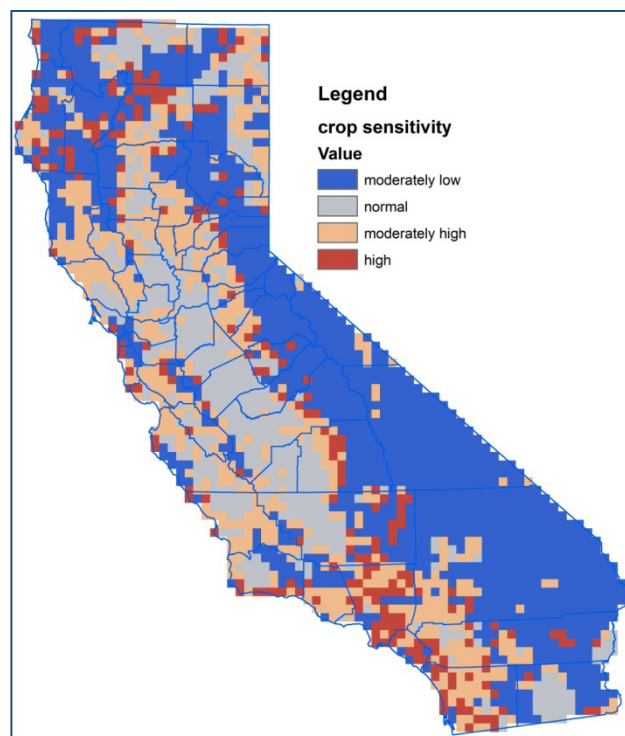 Legend
crop sensitivity
Value
moderately low
normal
moderately high
high